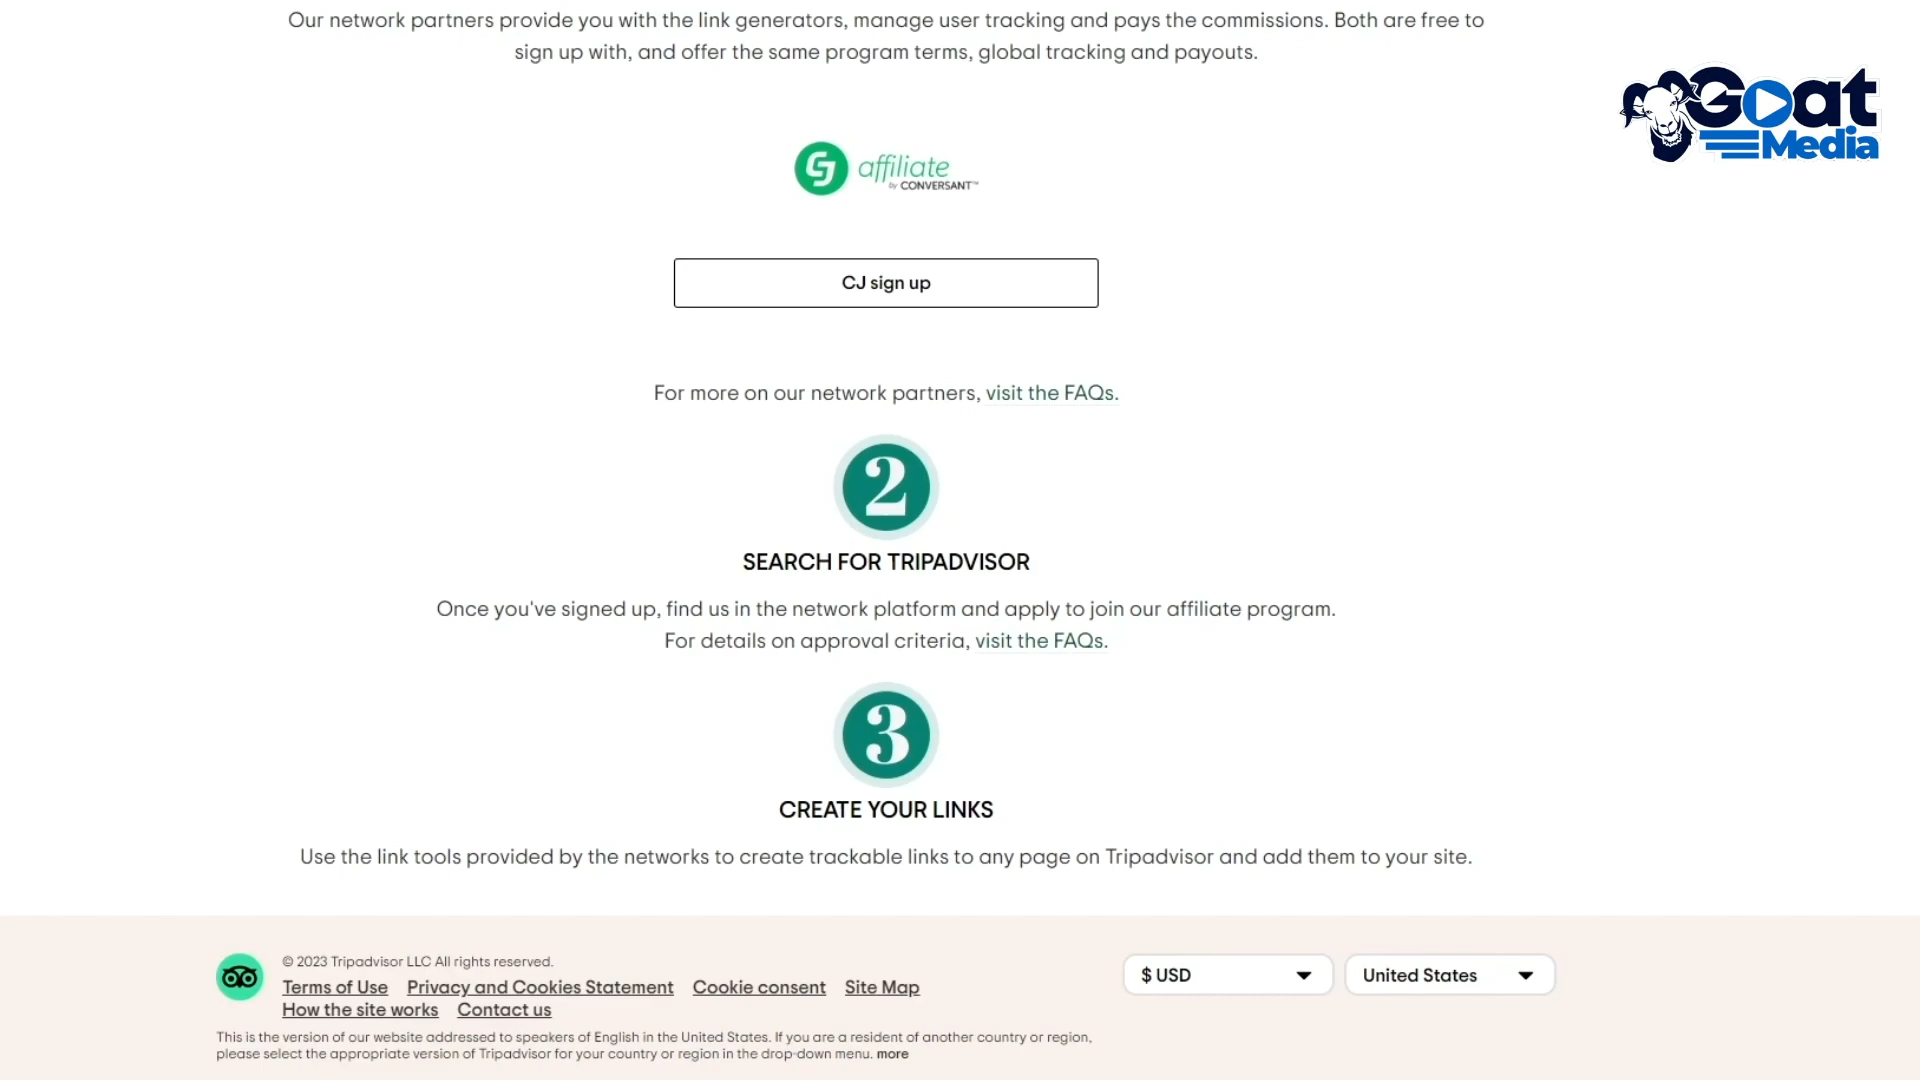 Our network partners provide you with the link generators, manage user tracking and pays the commissions. Both are free to
sign up with, and offer the same program terms, global tracking and payouts.
Goat
Media
CJ affiliate
by CONVERSANT™
CJ sign up
For more on our network partners, visit the FAQs.
2
SEARCH FOR TRIPADVISOR
Once you've signed up, find us in the network platform and apply to join our affiliate program.
For details on approval criteria, visit the FAQs.
3
CREATE YOUR LINKS
Use the link tools provided by the networks to create trackable links to any page on Tripadvisor and add them to your site.
© 2023 Tripadvisor LLC All rights reserved.
Terms of Use Privacy and Cookies Statement Cookie consent Site Map
How the site works Contact us
$ USD
United States
This is the version of our website addressed to speakers of English in the United States. If you are a resident of another country or region,
please select the appropriate version of Tripadvisor for your country or region in the drop-down menu. more